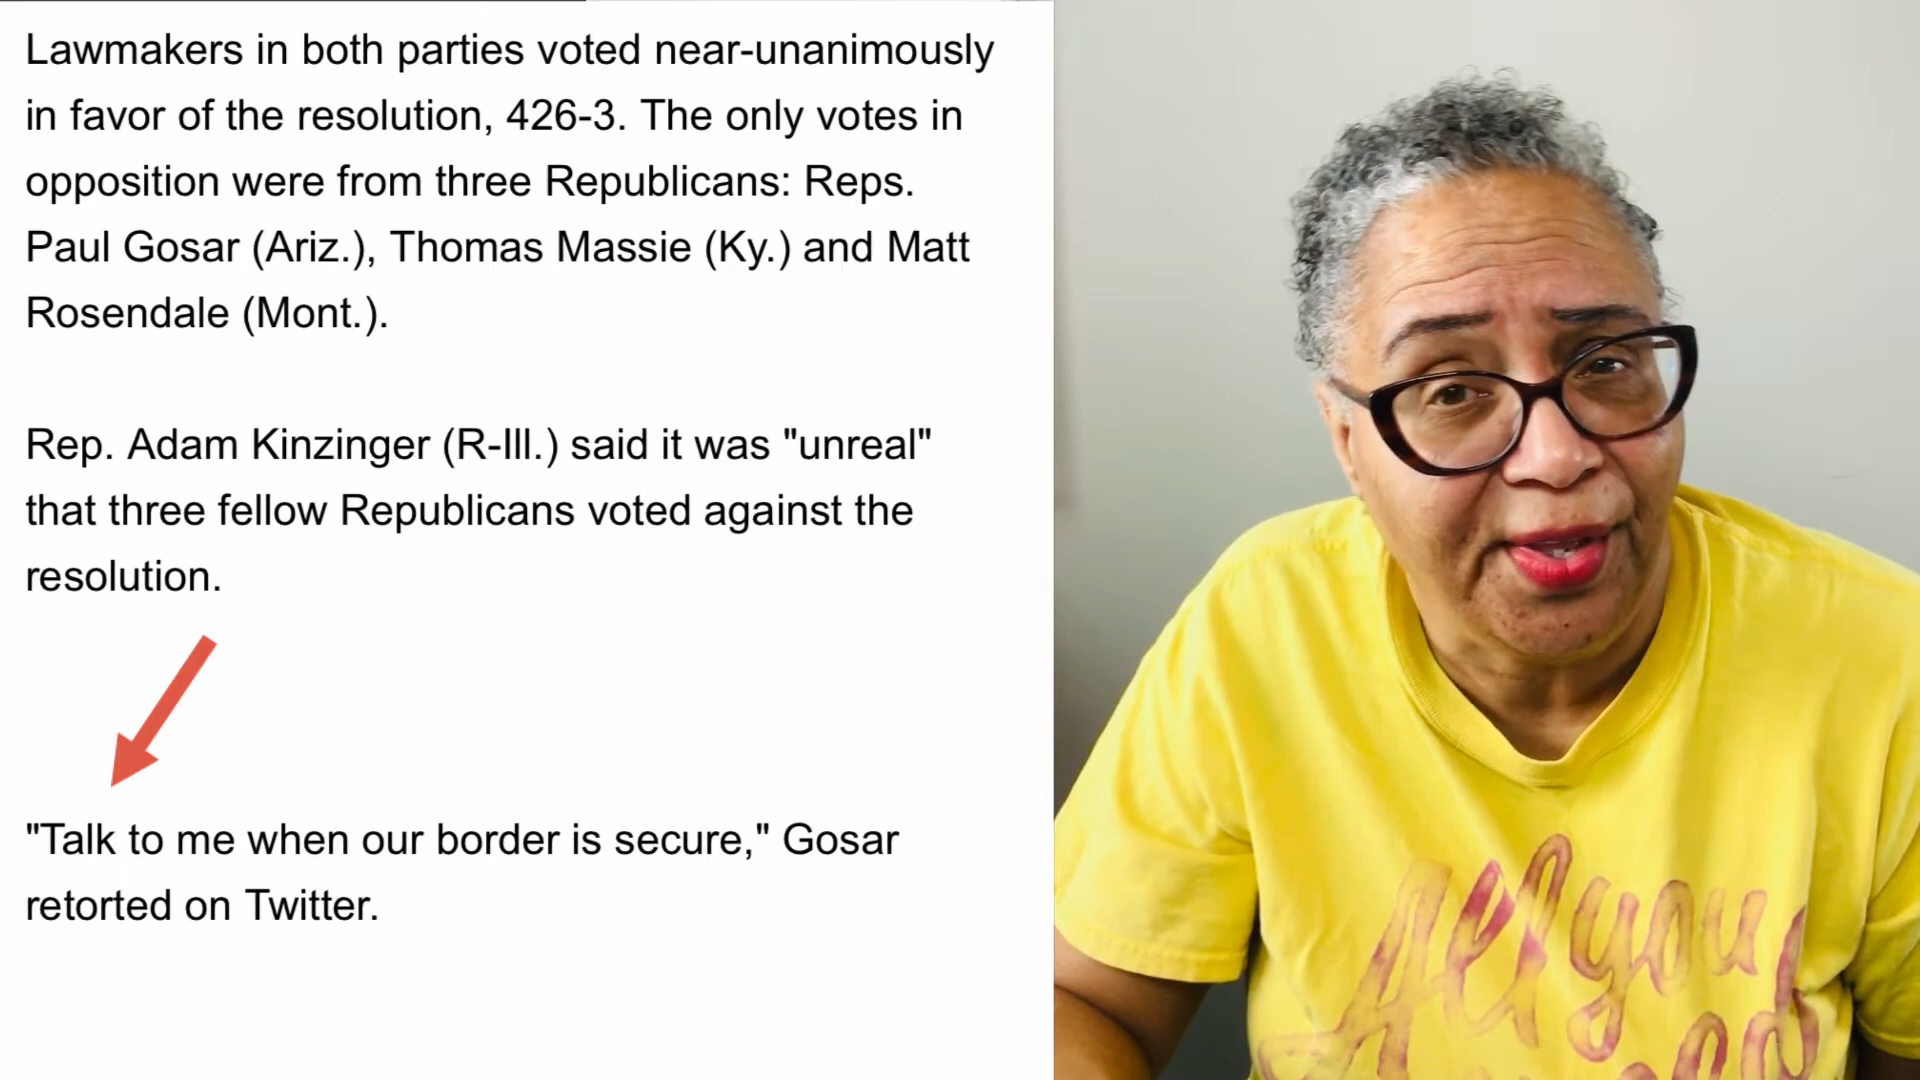 Lawmakers in both parties voted near-unanimously
in favor of the resolution, 426-3. The only votes in
opposition were from three Republicans: Reps.
Paul Gosar (Ariz.), Thomas Massie (Ky.) and Matt
Rosendale (Mont.).
Rep. Adam Kinzinger (R-Ill.) said it was "unreal"
that three fellow Republicans voted against the
resolution.
"Talk to me when our border is secure," Gosar
retorted on Twitter.
All you